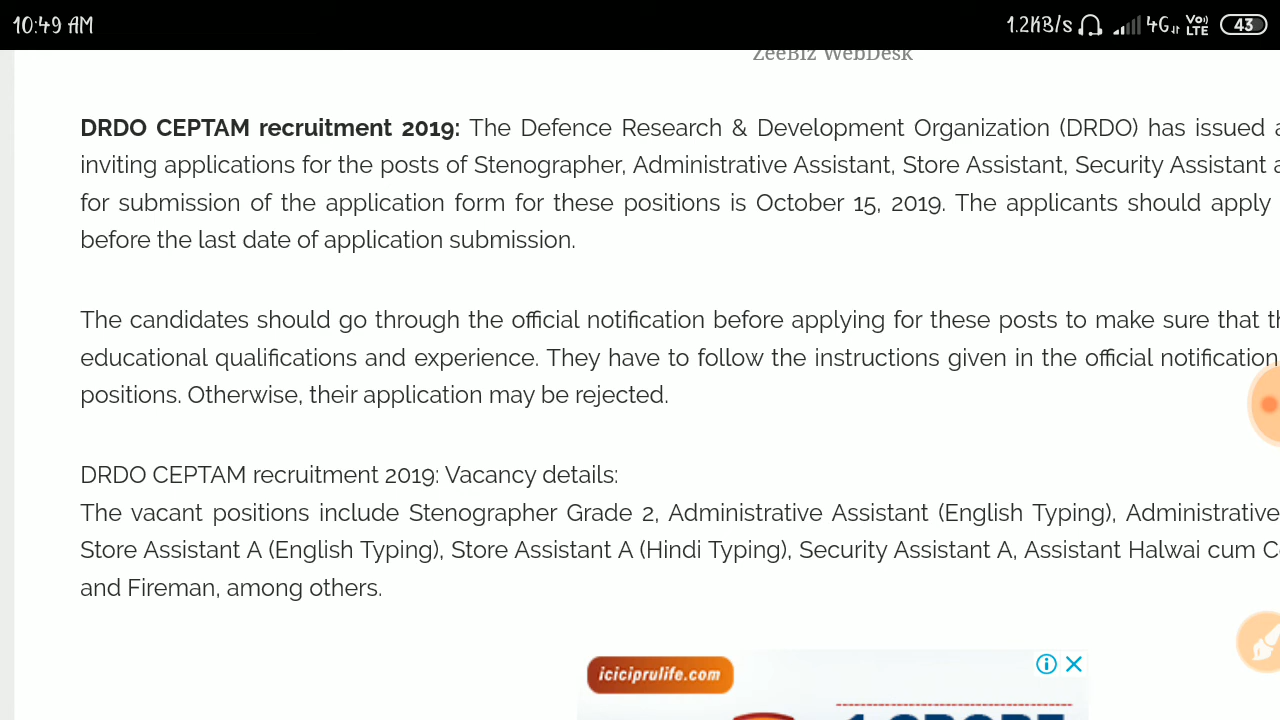 10:49 AM
1.2KB/s 4G VoLTE 43
ZeeBiz WebDesk
DRDO CEPTAM recruitment 2019: The Defence Research & Development Organization (DRDO) has issued a
inviting applications for the posts of Stenographer, Administrative Assistant, Store Assistant, Security Assistant a
for submission of the application form for these positions is October 15, 2019. The applicants should apply
before the last date of application submission.
The candidates should go through the official notification before applying for these posts to make sure that th
educational qualifications and experience. They have to follow the instructions given in the official notification
positions. Otherwise, their application may be rejected.
DRDO CEPTAM recruitment 2019: Vacancy details:
The vacant positions include Stenographer Grade 2, Administrative Assistant (English Typing), Administrative
Store Assistant A (English Typing), Store Assistant A (Hindi Typing), Security Assistant A, Assistant Halwai cum C
and Fireman, among others.
iciciprulife.com
1 CRORE